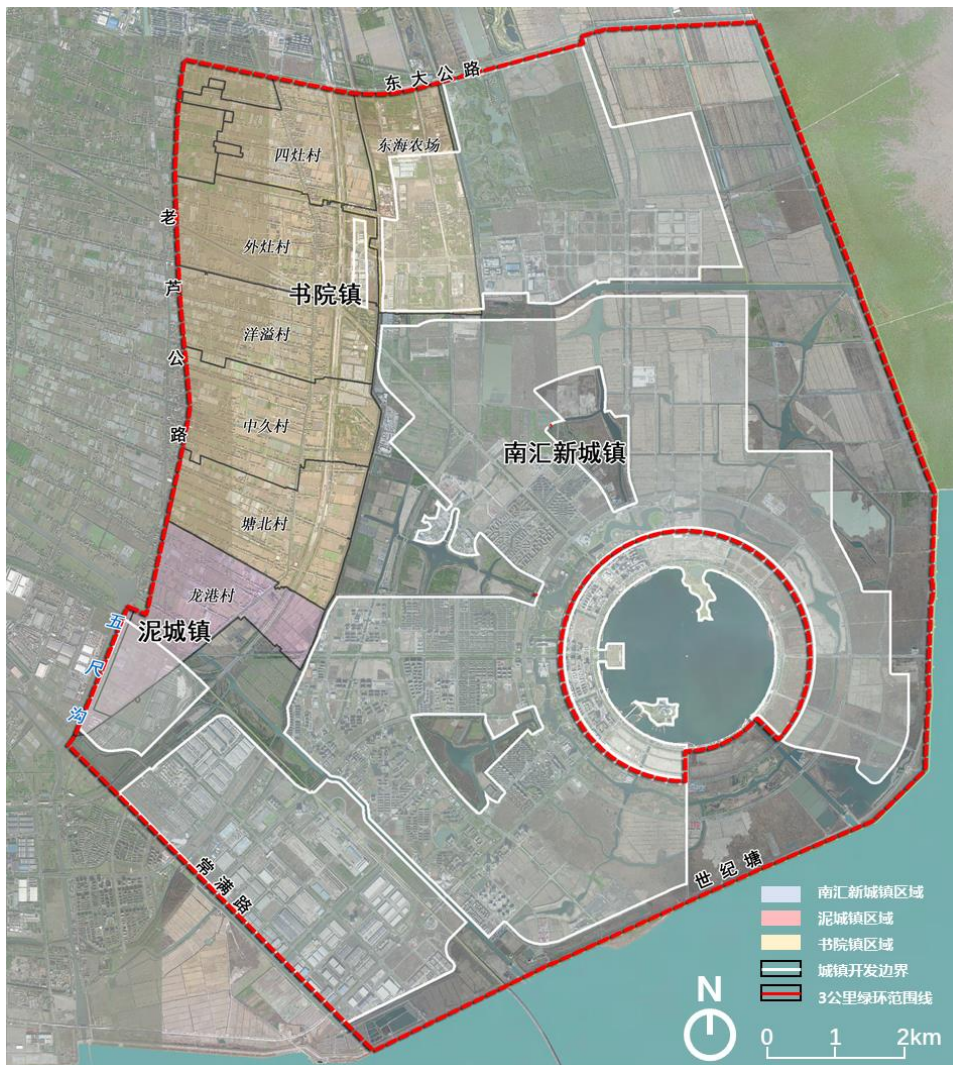 东大公路
东海农场
四灶村
老芦公路
外灶村
书院镇
洋溢村
中久村
南汇新城镇
塘北村
龙港村
泥城镇
五尺沟
常满路
世纪塘
南汇新城镇区域
泥城镇区域
书院镇区域
城镇开发边界
3公里绿环范围线
N
0 1 2km